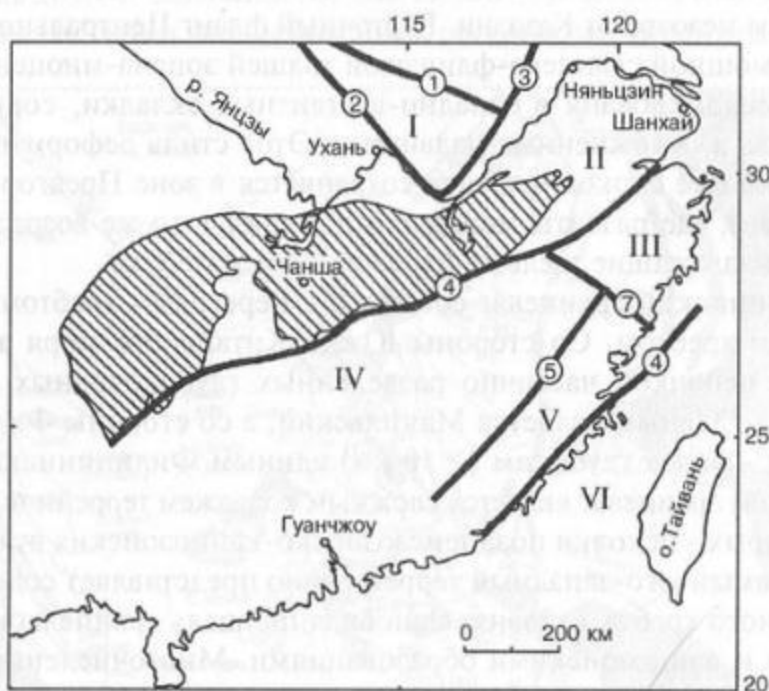 115
120
р. Янцзы
Ухань
②
I
①
③
Няньцзин
Шанхай
II
30
III
Чанша
④
⑦
④
IV
⑤
V
25
VI
о. Тайвань
Гуанчжоу
0
200 км
20